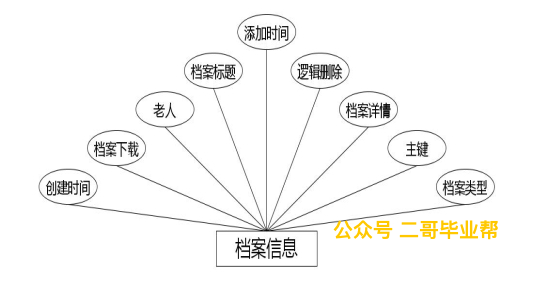 添加时间
档案标题
逻辑删除
老人
档案详情
档案下载
主键
创建时间
档案类型
公众号 二哥毕业帮
档案信息